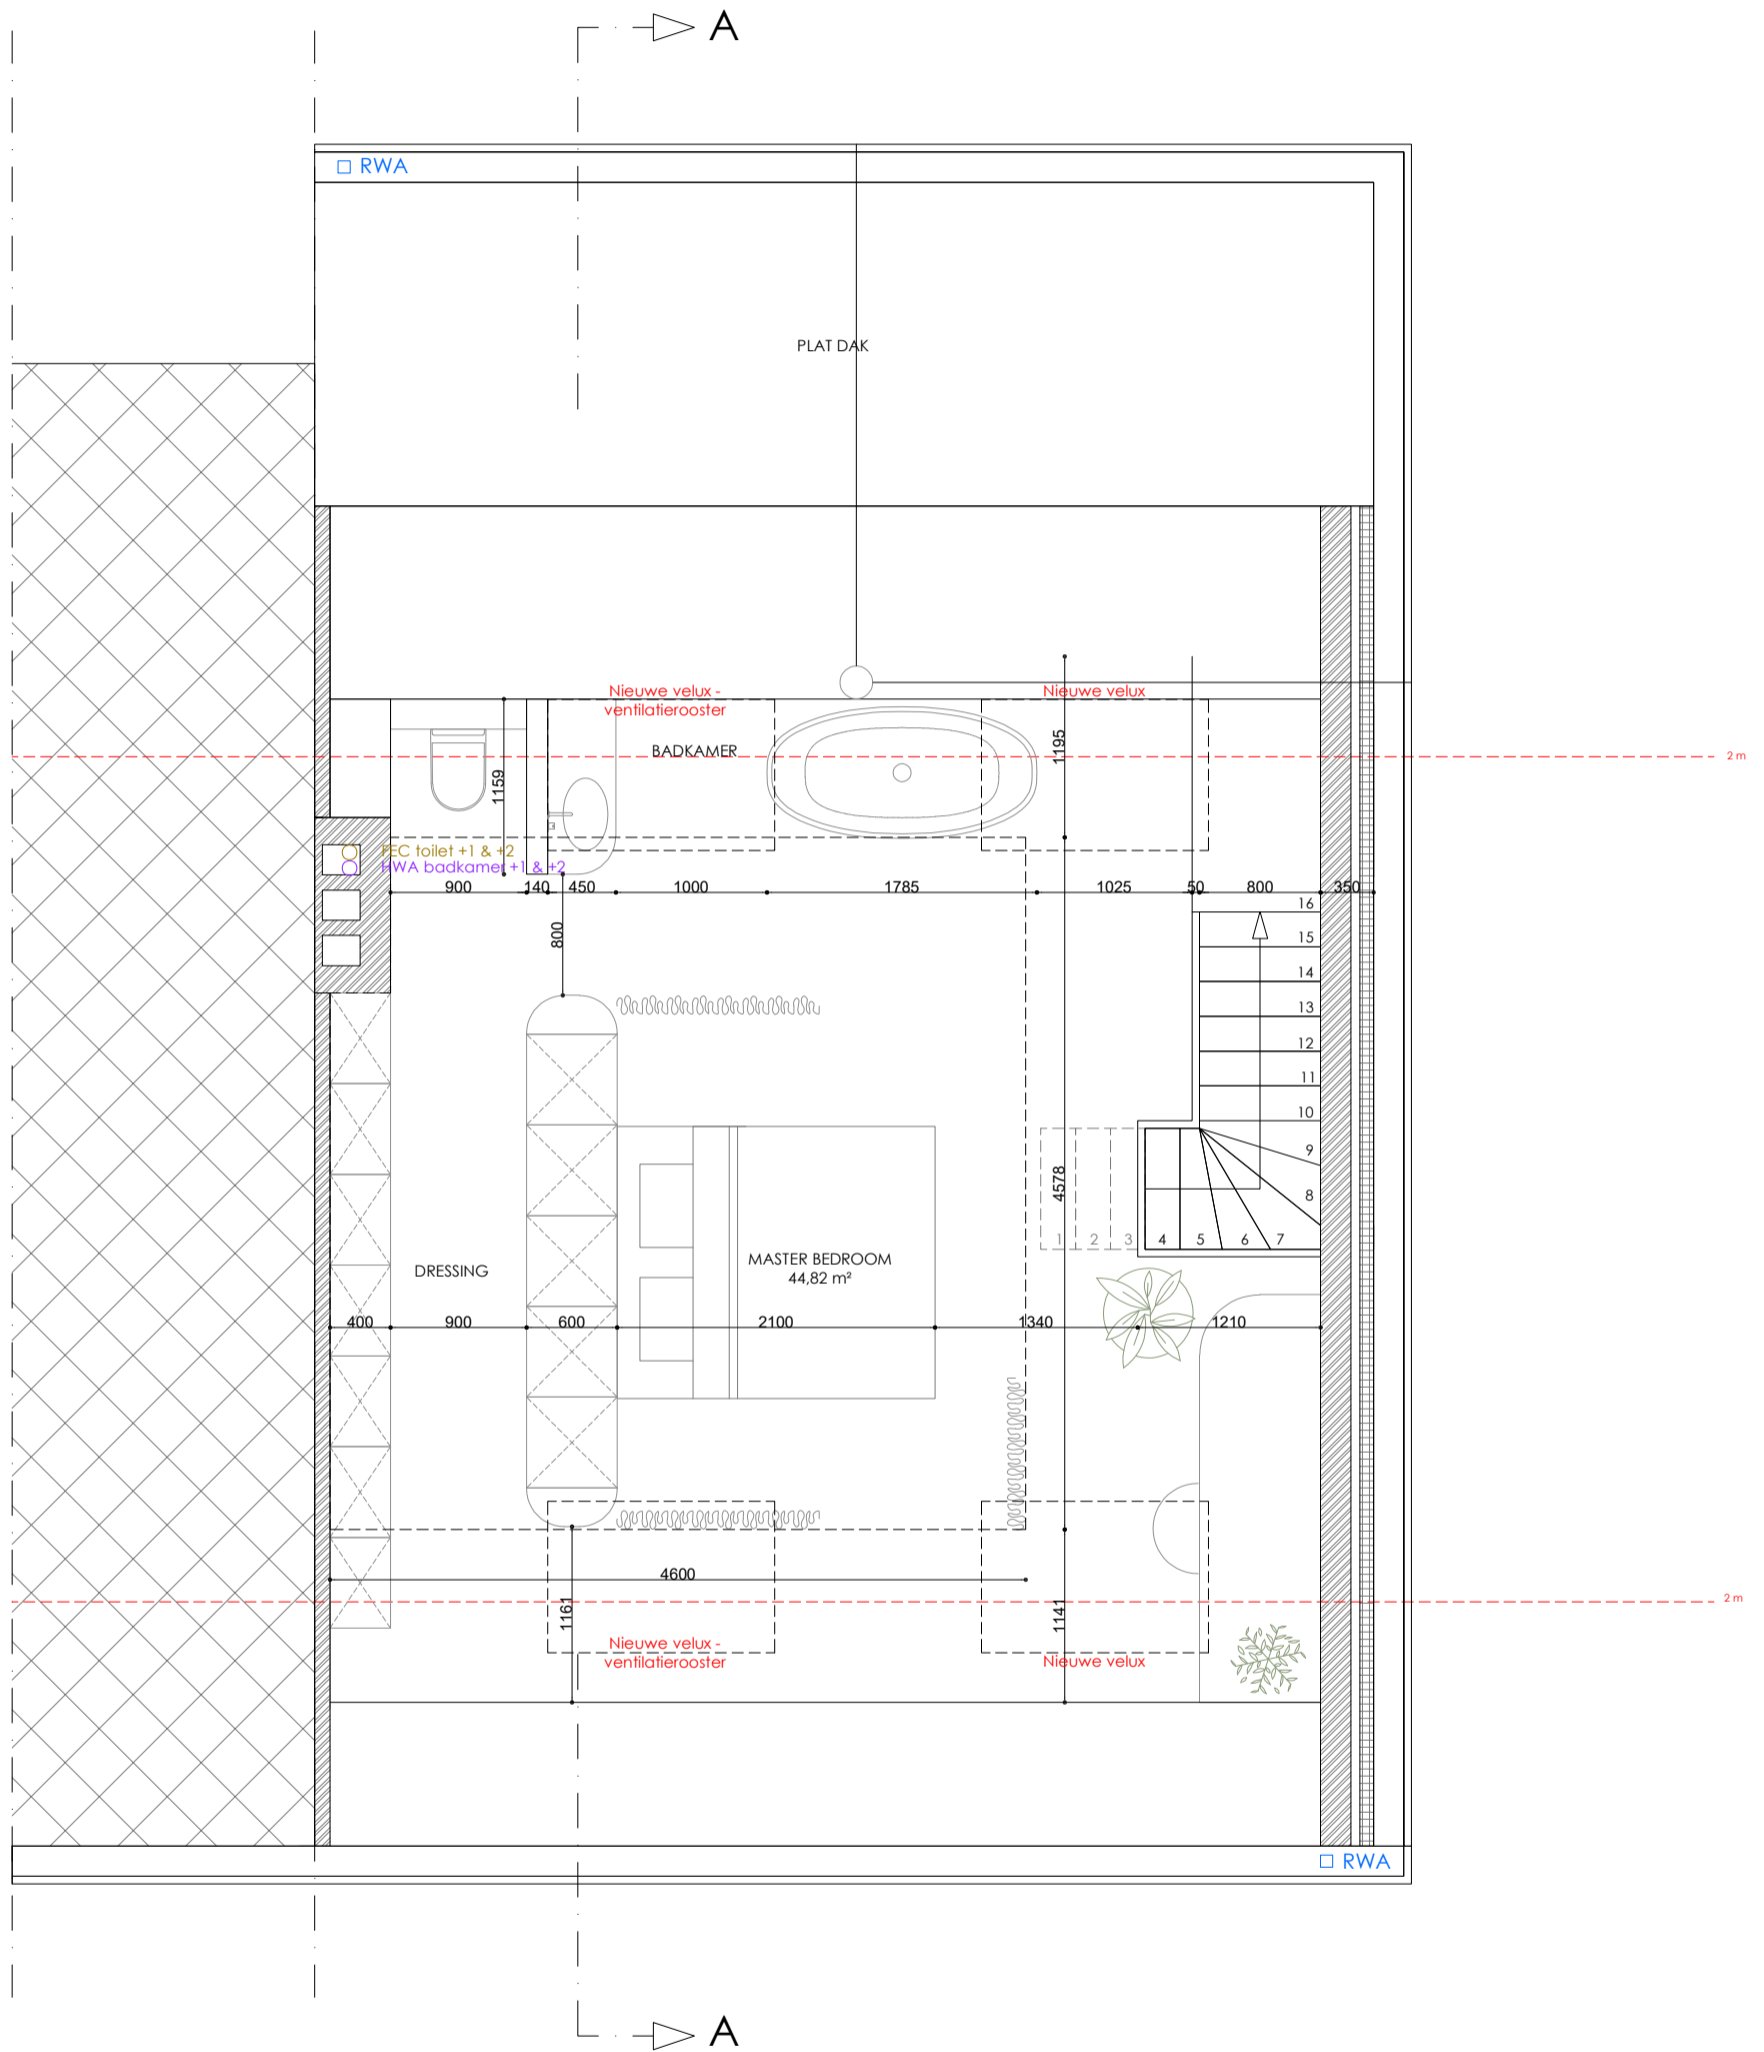 A
RWA
PLAT DAK
Nieuwe velux -
ventilatierooster
Nieuwe velux
BADKAMER
1195
2 m
1159
FEC toilet +1 & +2
HWA badkamer +1 & +2
900
140
450
1000
1785
1025
50
800
350
800
16
15
14
13
12
11
10
9
8
7
6
5
4
3
2
1
4578
DRESSING
MASTER BEDROOM
44,82 m²
400
900
600
2100
1340
1210
4600
1161
1141
2 m
Nieuwe velux -
ventilatierooster
Nieuwe velux
RWA
A